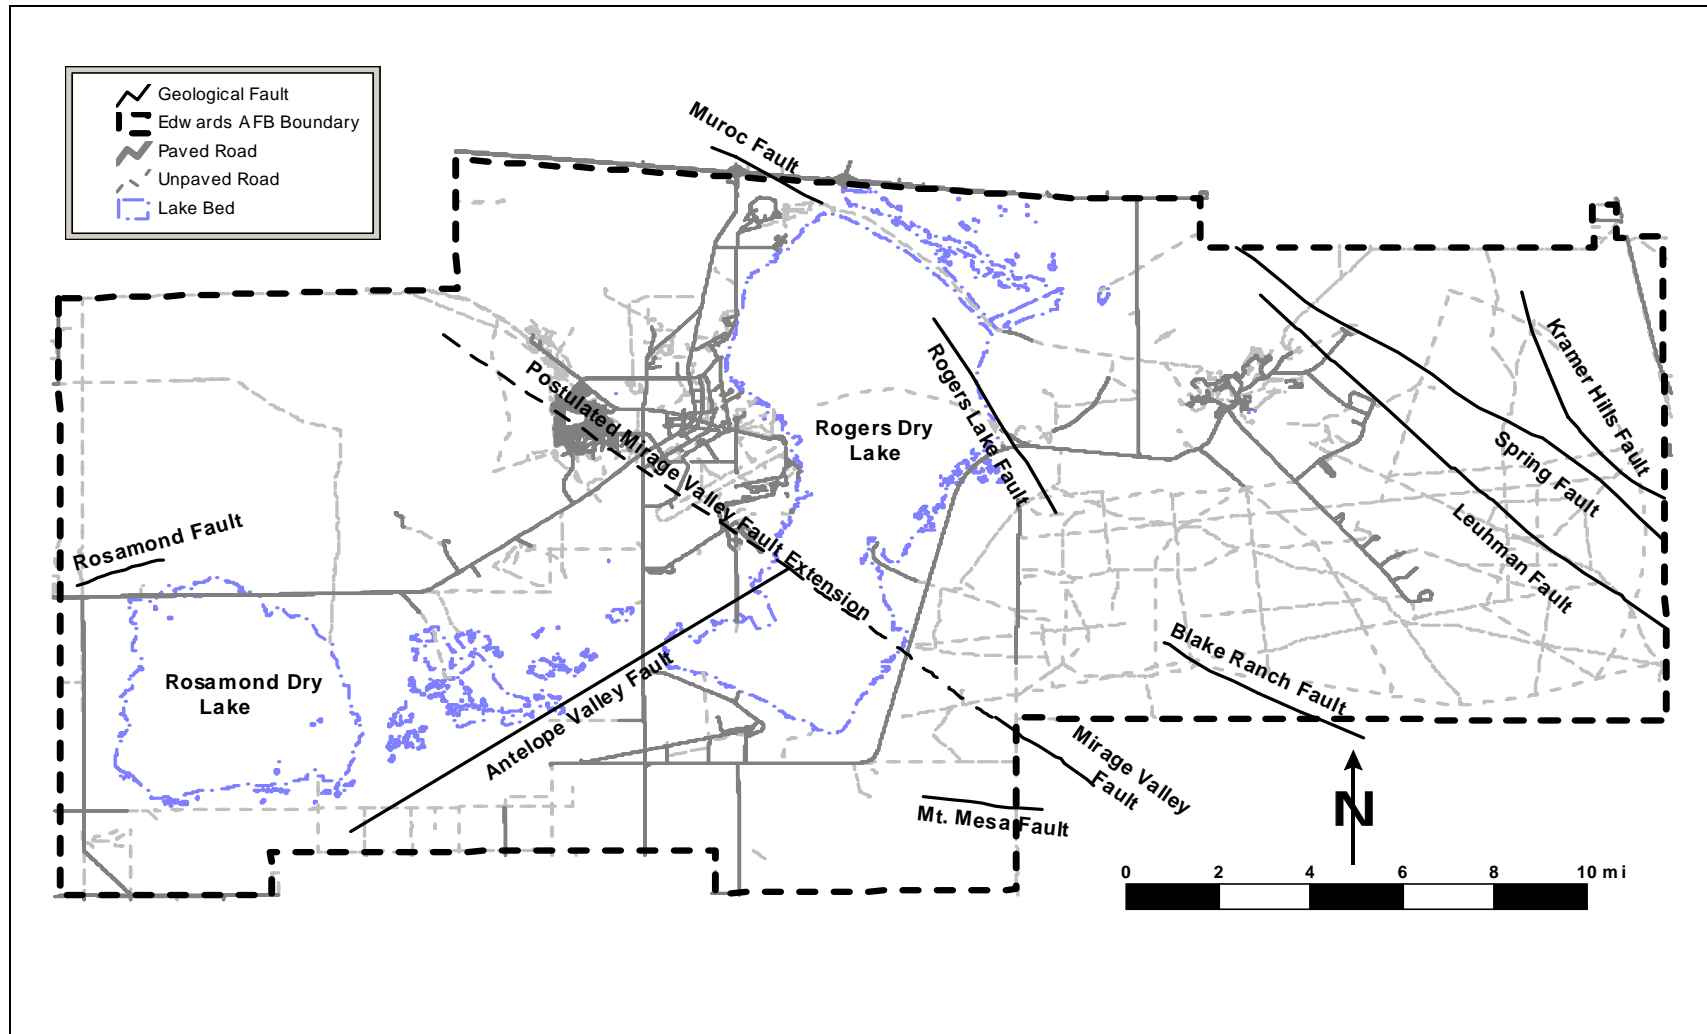 Geological Fault
Edwards AFB Boundary
Paved Road
Unpaved Road
Lake Bed
Muroc Fault
Postulated Mirage Valley Fault Extension
Rogers Dry
Lake
Rogers Lake Fault
Kramer Hills Fault
Spring Fault
Leuhman Fault
Rosamond Fault
Blake Ranch Fault
Rosamond Dry
Lake
Antelope Valley Fault
Mirage Valley
Fault
Mt. Mesa Fault
N
0 2 4 6 8 10 mi